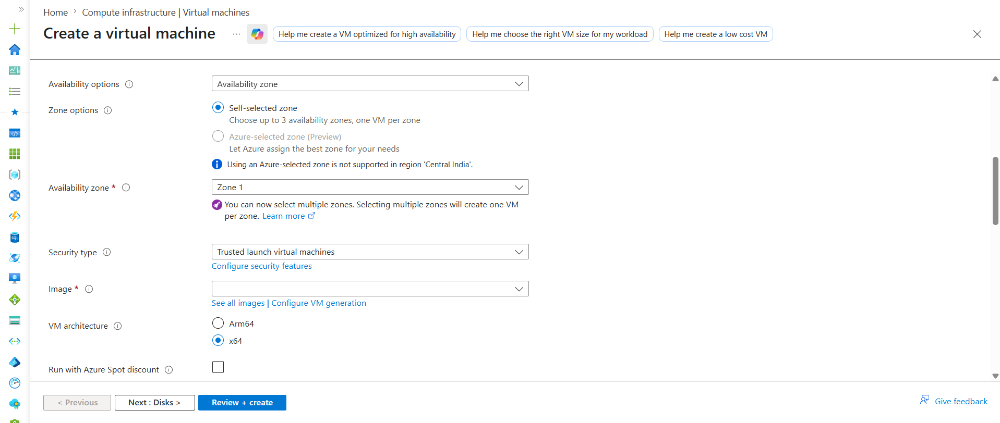 Home > Compute infrastructure | Virtual machines
Create a virtual machine ...
Help me create a VM optimized for high availability
Help me choose the right VM size for my workload
Help me create a low cost VM
Availability options
Availability zone
Zone options
Self-selected zone
Choose up to 3 availability zones, one VM per zone
Azure-selected zone (Preview)
Let Azure assign the best zone for your needs
Using an Azure-selected zone is not supported in region 'Central India'.
Availability zone *
Zone 1
You can now select multiple zones. Selecting multiple zones will create one VM
per zone. Learn more
Security type
Trusted launch virtual machines
Configure security features
Image *
See all images | Configure VM generation
VM architecture
Arm64
x64
Run with Azure Spot discount
< Previous
Next : Disks >
Review + create
Give feedback
SQL